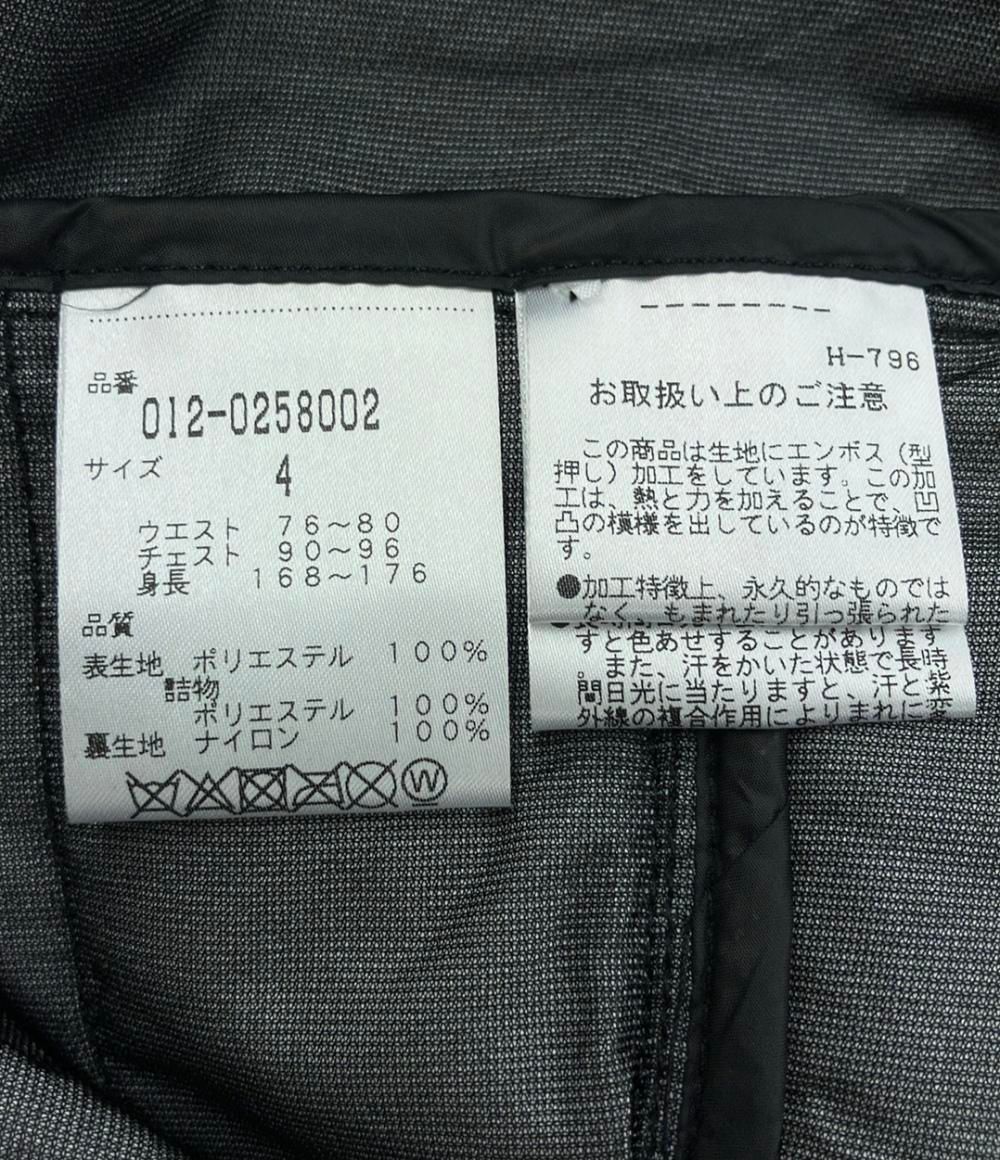 品番
012-0258002
サイズ
4
ウエスト 76～80
チェスト 90～96
身長 168～176
品質
表生地 ポリエステル 100%
詰物
ポリエステル 100%
裏生地 ナイロン 100%
W
H-796
お取扱い上のご注意
この商品は生地にエンボス（型
押し）加工をしています。この加
工は、熱と力を加えることで、凹
凸の模様を出しているのが特徴で
す。
●加工特徴上、永久的なものでは
なく、もまれたり引っ張られた
すと色あせすることがあります
。また、汗をかいた状態で長時
間日光に当たりますと、汗と紫
外線の複合作用によりまれに変